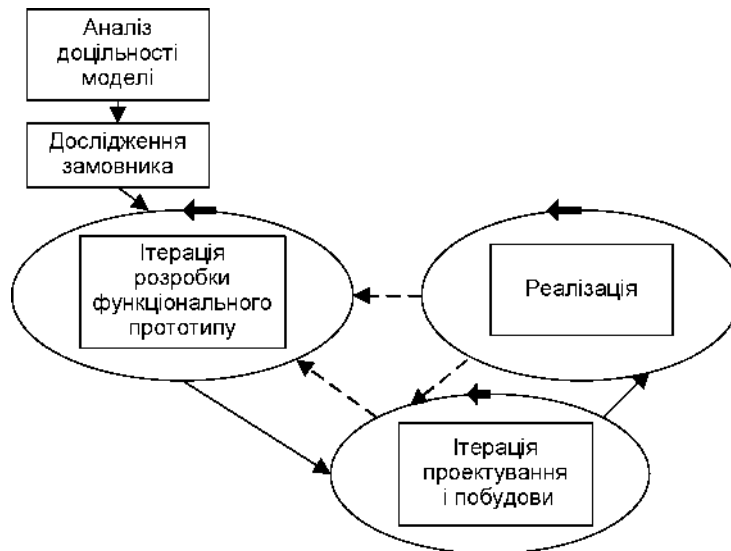 Аналіз
доцільності
моделі
Дослідження
замовника
Ітерація
розробки
функціонального
прототипу
Реалізація
Ітерація
проектування
і побудови